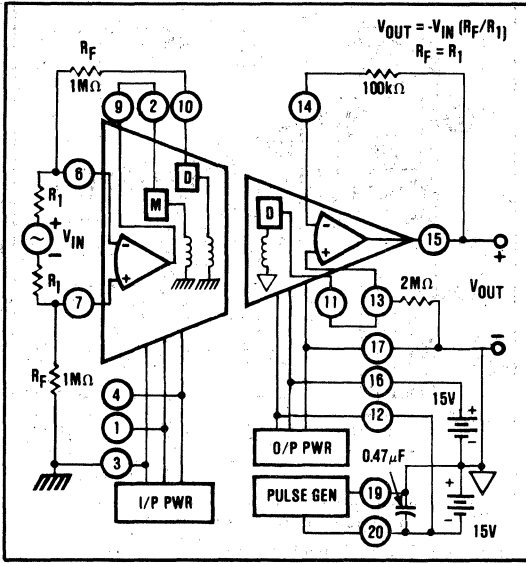 V_OUT = -V_IN (R_F/R_1)
R_F = R_1
R_F
1MΩ
9
2
10
14
100kΩ
6
D
M
R_1
+
-
V_IN
R_1
7
-
+
D
-
+
15
+
11
13
2MΩ
V_OUT
-
17
R_F
1MΩ
4
1
3
16
12
15V
+
-
I/P PWR
O/P PWR
0.47µF
PULSE GEN
19
20
+
-
15V